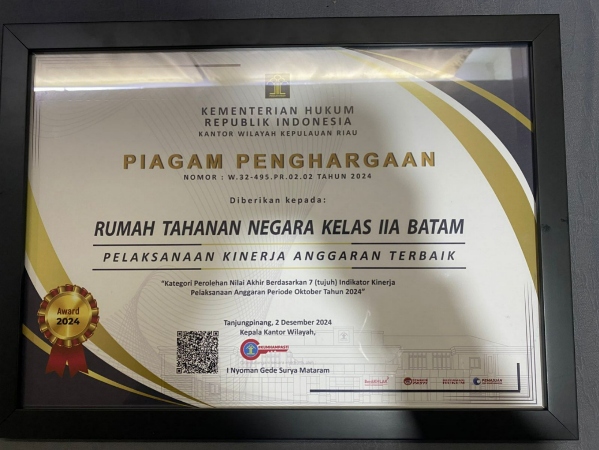 KEMENTERIAN HUKUM
REPUBLIK INDONESIA
KANTOR WILAYAH KEPULAUAN RIAU
PIAGAM PENGHARGAAN
NOMOR : W.32-495.PR.02.02 TAHUN 2024
Diberikan kepada:
RUMAH TAHANAN NEGARA KELAS IIA BATAM
PELAKSANAAN KINERJA ANGGARAN TERBAIK
"Kategori Perolehan Nilai Akhir Berdasarkan 7 (tujuh) Indikator Kinerja
Pelaksanaan Anggaran Periode Oktober Tahun 2024"
Award
2024
Tanjungpinang, 2 Desember 2024
Kepala Kantor Wilayah,
I Nyoman Gede Surya Mataram